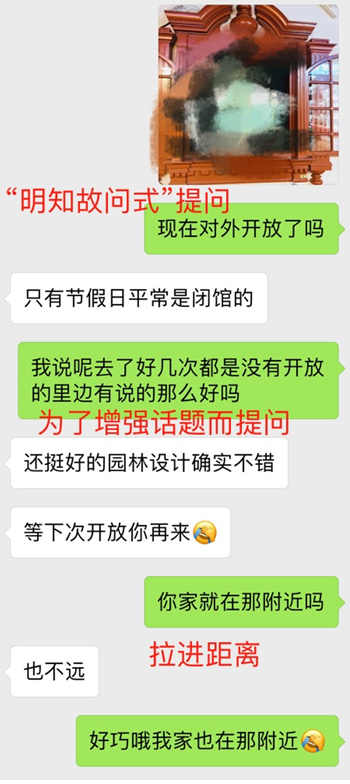 “明知故问式”提问
现在对外开放了吗
只有节假日平常是闭馆的
我说呢去了好几次都是没有开放
的里边有说的那么好吗
为了增强话题而提问
还挺好的园林设计确实不错
等下次开放你再来
你家就在那附近吗
拉进距离
也不远
好巧哦我家也在那附近